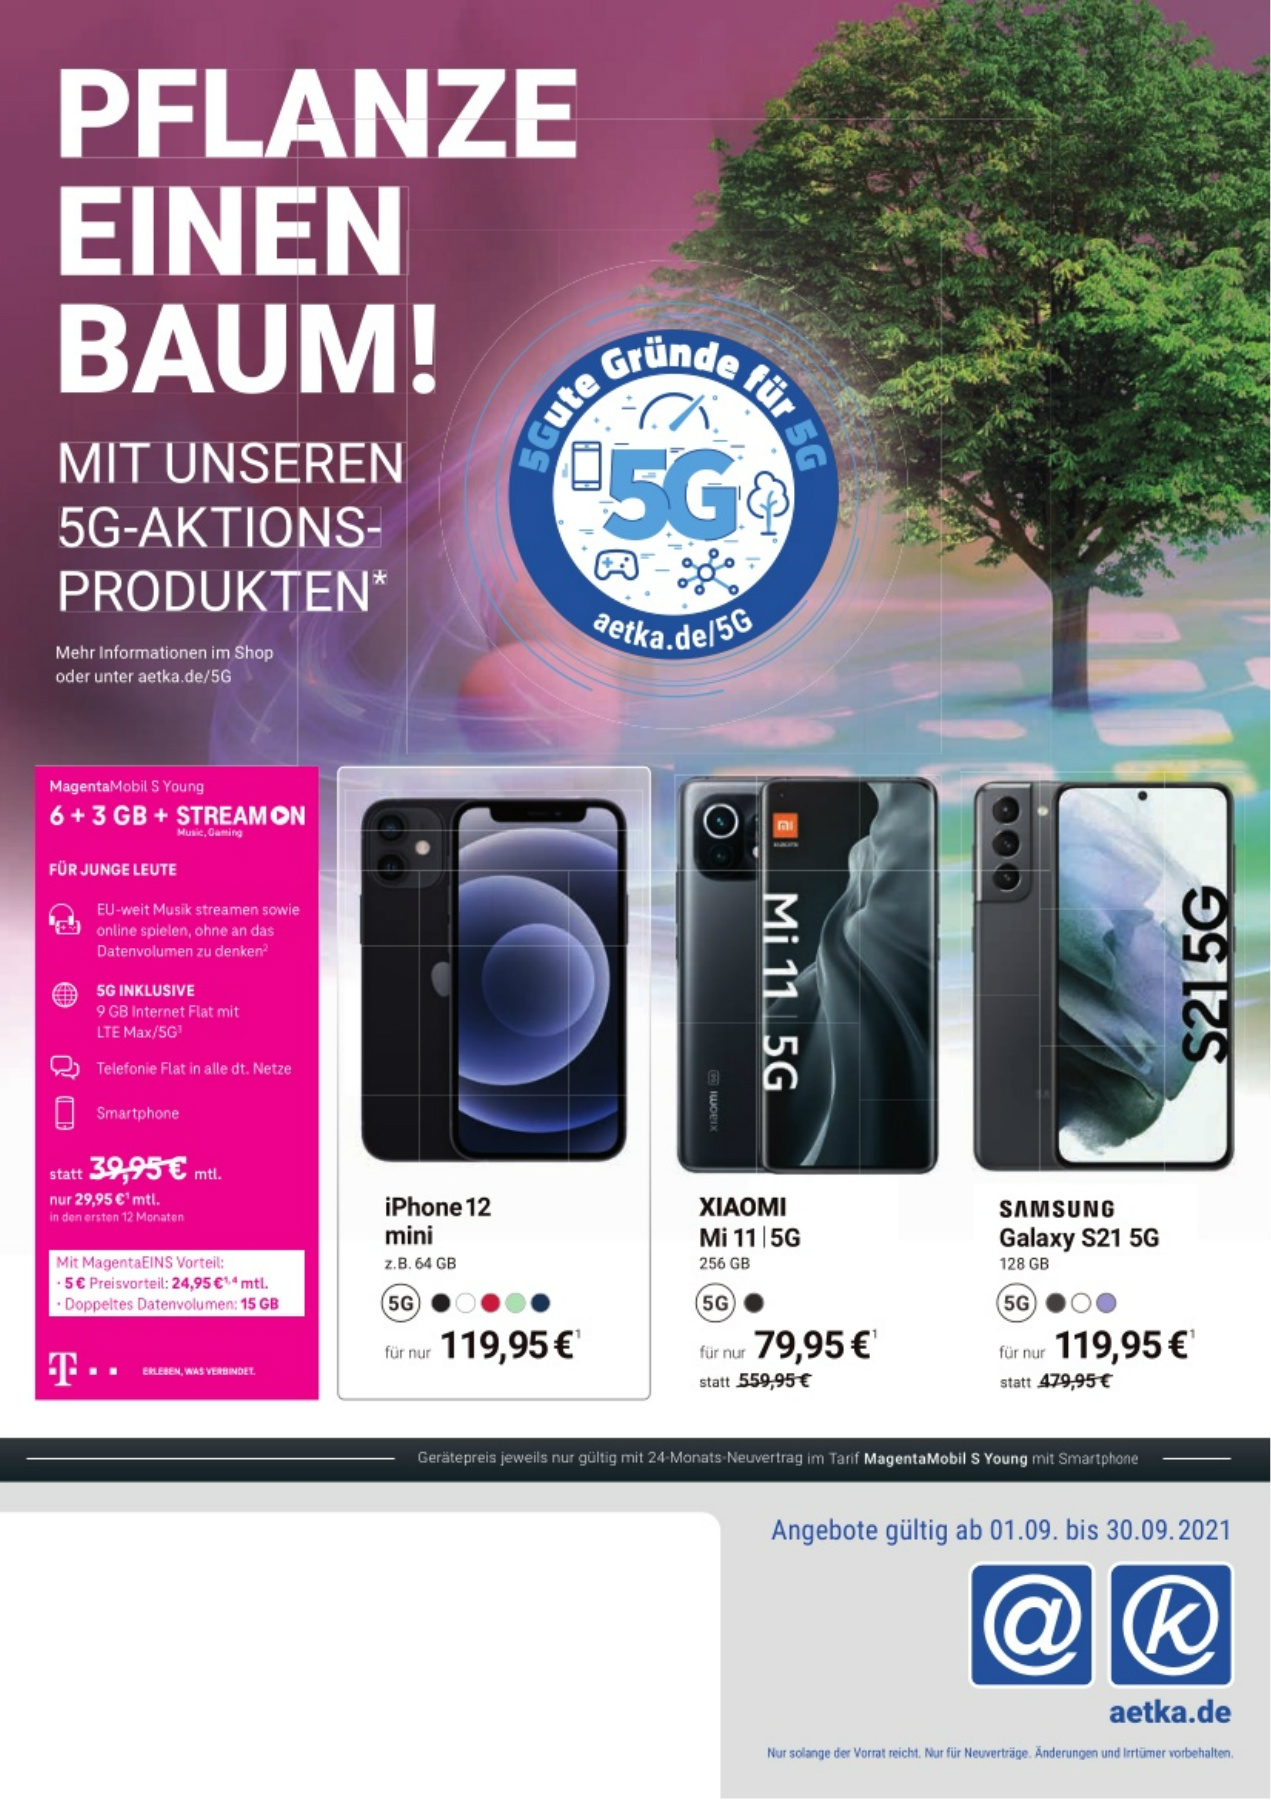 PFLANZE
EINEN
BAUM!
MIT UNSEREN
5G-AKTIONS-
PRODUKTEN*
Mehr Informationen im Shop
oder unter aetka.de/5G
5Gute Gründe für 5G
5G
aetka.de/5G
MagentaMobil S Young
6 + 3 GB + STREAMON
Music, Gaming
FÜR JUNGE LEUTE
EU-weit Musik streamen sowie
online spielen, ohne an das
Datenvolumen zu denken²
5G INKLUSIVE
9 GB Internet Flat mit
LTE Max/5G³
Telefonie Flat in alle dt. Netze
Smartphone
statt 39,95 € mtl.
nur 29,95 €¹ mtl.
in den ersten 12 Monaten
Mit MagentaEINS Vorteil:
· 5 € Preisvorteil: 24,95 €¹·⁴ mtl.
· Doppeltes Datenvolumen: 15 GB
T
ERLEBEN, WAS VERBINDET.
iPhone 12
mini
z.B. 64 GB
5G
für nur 119,95 €¹
mi
XIAOMI
Mi 11 | 5G
XIAOMI 5G
XIAOMI
Mi 11 | 5G
256 GB
5G
für nur 79,95 €¹
statt 559,95 €
S21 5G
SAMSUNG
Galaxy S21 5G
128 GB
5G
für nur 119,95 €¹
statt 479,95 €
Gerätepreis jeweils nur gültig mit 24-Monats-Neuvertrag im Tarif MagentaMobil S Young mit Smartphone
Angebote gültig ab 01.09. bis 30.09.2021
@ k
aetka.de
Nur solange der Vorrat reicht. Nur für Neuverträge. Änderungen und Irrtümer vorbehalten.